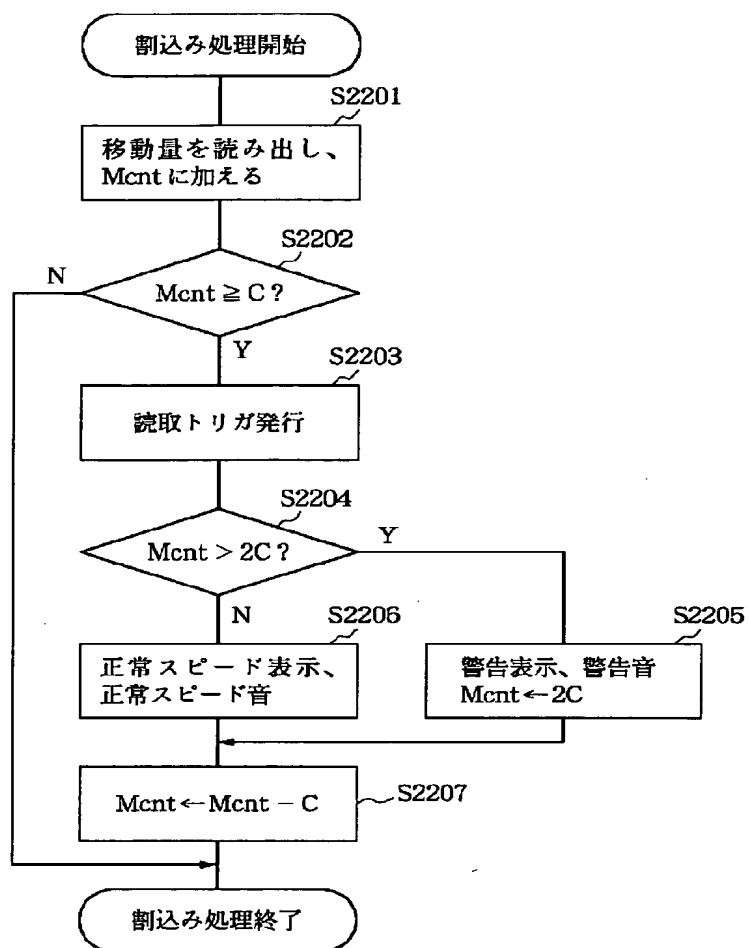 割込み処理開始
S2201
移動量を読み出し、
Mcntに加える
S2202
N
Mcnt ≧ C ?
Y
S2203
読取トリガ発行
S2204
Mcnt > 2C ?
Y
N
S2206
正常スピード表示、
正常スピード音
S2205
警告表示、警告音
Mcnt←2C
Mcnt←Mcnt − C
S2207
割込み処理終了